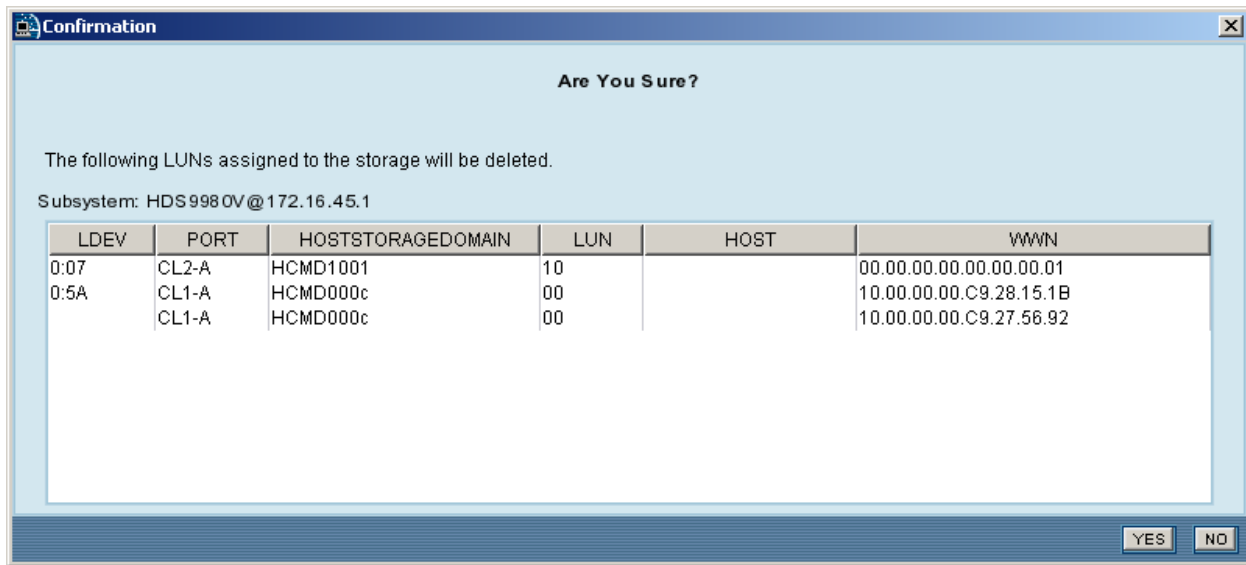 Confirmation
Are You Sure?
The following LUNs assigned to the storage will be deleted.
Subsystem: HDS9980V@172.16.45.1
LDEV PORT HOSTSTORAGEDOMAIN LUN HOST WWN
0:07 CL2-A HCMD1001 10 00.00.00.00.00.00.00.01
0:5A CL1-A HCMD000c 00 10.00.00.00.C9.28.15.1B
CL1-A HCMD000c 00 10.00.00.00.C9.27.56.92
YES NO